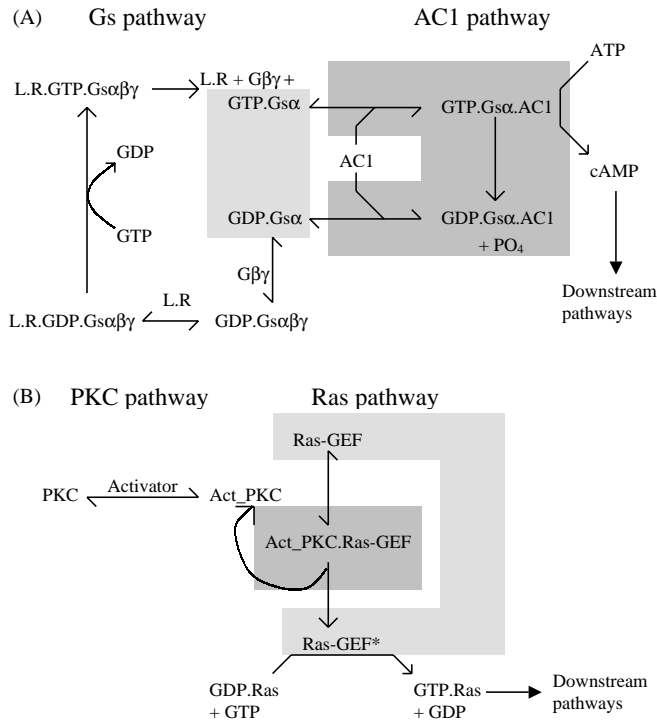 (A) Gs pathway AC1 pathway
ATP
L.R.GTP.Gsαβγ L.R + Gβγ +
GTP.Gsα GTP.Gsα.AC1
GDP
AC1 cAMP
GTP
GDP.Gsα GDP.Gsα.AC1
+ PO₄
Gβγ
L.R
Downstream
pathways
L.R.GDP.Gsαβγ GDP.Gsαβγ
(B) PKC pathway Ras pathway
Ras-GEF
PKC Activator Act_PKC
Act_PKC.Ras-GEF
Ras-GEF*
GDP.Ras
+ GTP
GTP.Ras
+ GDP
Downstream
pathways